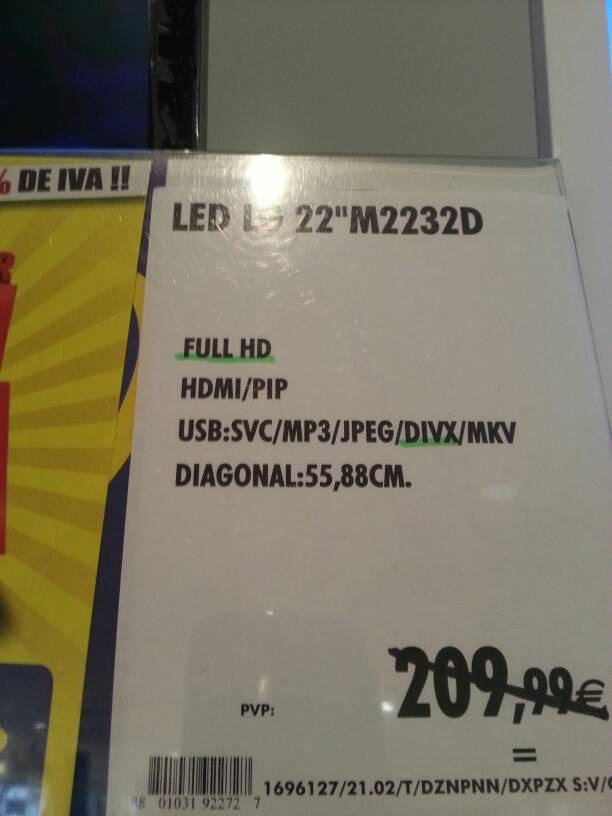 % DE IVA !!
LED LG 22"M2232D
FULL HD
HDMI/PIP
USB:SVC/MP3/JPEG/DIVX/MKV
DIAGONAL:55,88CM.
209,99€
PVP:
=
1696127/21.02/T/DZNPNN/DXPZX S:V/
88 01031 92272 7